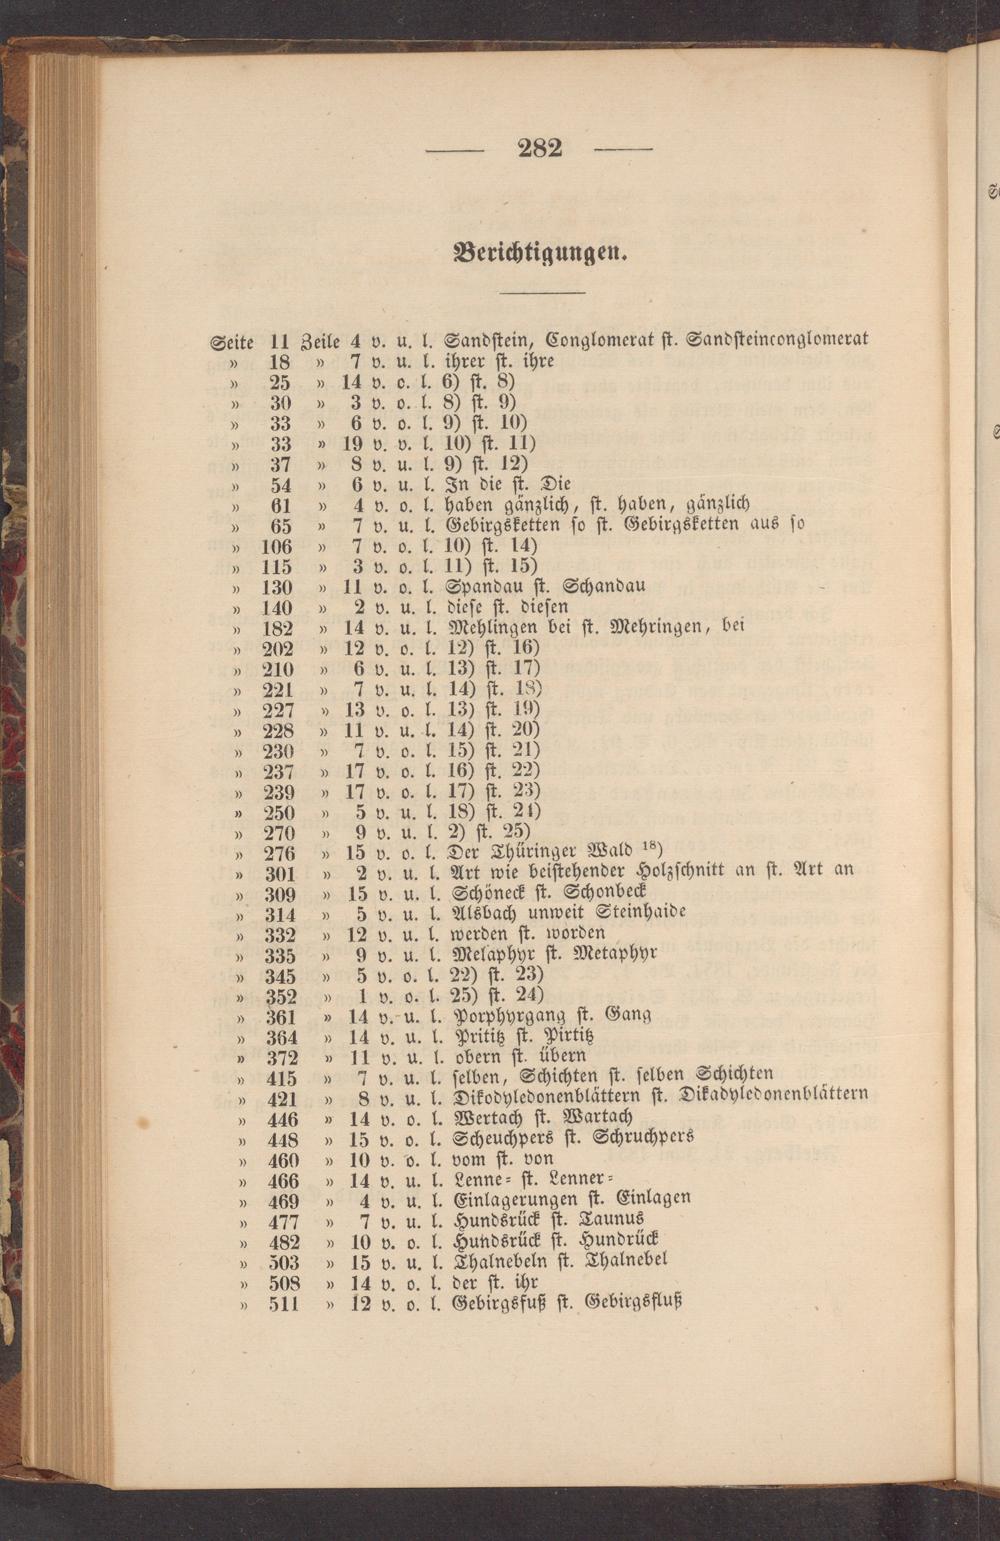 — 282 —
Berichtigungen.
Seite 11 Zeile 4 v. u. l. Sandstein, Conglomerat st. Sandsteinconglomerat
» 18 » 7 v. u. l. ihrer st. ihre
» 25 » 14 v. o. l. 6) st. 8)
» 30 » 3 v. o. l. 8) st. 9)
» 33 » 6 v. o. l. 9) st. 10)
» 33 » 19 v. v. l. 10) st. 11)
» 37 » 8 v. u. l. 9) st. 12)
» 54 » 6 v. u. l. In die st. Die
» 61 » 4 v. o. l. haben gänzlich, st. haben, gänzlich
» 65 » 7 v. u. l. Gebirgsketten so st. Gebirgsketten aus so
» 106 » 7 v. o. l. 10) st. 14)
» 115 » 3 v. o. l. 11) st. 15)
» 130 » 11 v. o. l. Spandau st. Schandau
» 140 » 2 v. u. l. diese st. diesen
» 182 » 14 v. u. l. Mehlingen bei st. Mehringen, bei
» 202 » 12 v. o. l. 12) st. 16)
» 210 » 6 v. u. l. 13) st. 17)
» 221 » 7 v. u. l. 14) st. 18)
» 227 » 13 v. o. l. 13) st. 19)
» 228 » 11 v. u. l. 14) st. 20)
» 230 » 7 v. o. l. 15) st. 21)
» 237 » 17 v. o. l. 16) st. 22)
» 239 » 17 v. o. l. 17) st. 23)
» 250 » 5 v. u. l. 18) st. 24)
» 270 » 9 v. u. l. 2) st. 25)
» 276 » 15 v. o. l. Der Thüringer Wald ¹⁸)
» 301 » 2 v. u. l. Art wie beistehender Holzschnitt an st. Art an
» 309 » 15 v. u. l. Schöneck st. Schonbeck
» 314 » 5 v. u. l. Alsbach unweit Steinhaide
» 332 » 12 v. u. l. werden st. worden
» 335 » 9 v. u. l. Melaphyr st. Metaphyr
» 345 » 5 v. o. l. 22) st. 23)
» 352 » 1 v. o. l. 25) st. 24)
» 361 » 14 v. u. l. Porphyrgang st. Gang
» 364 » 14 v. u. l. Prititz st. Pirtitz
» 372 » 11 v. u. l. obern st. übern
» 415 » 7 v. u. l. selben, Schichten st. selben Schichten
» 421 » 8 v. u. l. Dikodyledonenblättern st. Dikadyledonenblättern
» 446 » 14 v. o. l. Wertach st. Wartach
» 448 » 15 v. o. l. Scheuchpers st. Schruchpers
» 460 » 10 v. o. l. vom st. von
» 466 » 14 v. u. l. Lenne- st. Lenner-
» 469 » 4 v. u. l. Einlagerungen st. Einlagen
» 477 » 7 v. u. l. Hundsrück st. Taunus
» 482 » 10 v. o. l. Hundsrück st. Hundrück
» 503 » 15 v. u. l. Thalnebeln st. Thalnebel
» 508 » 14 v. o. l. der st. ihr
» 511 » 12 v. o. l. Gebirgsfuß st. Gebirgsfluß